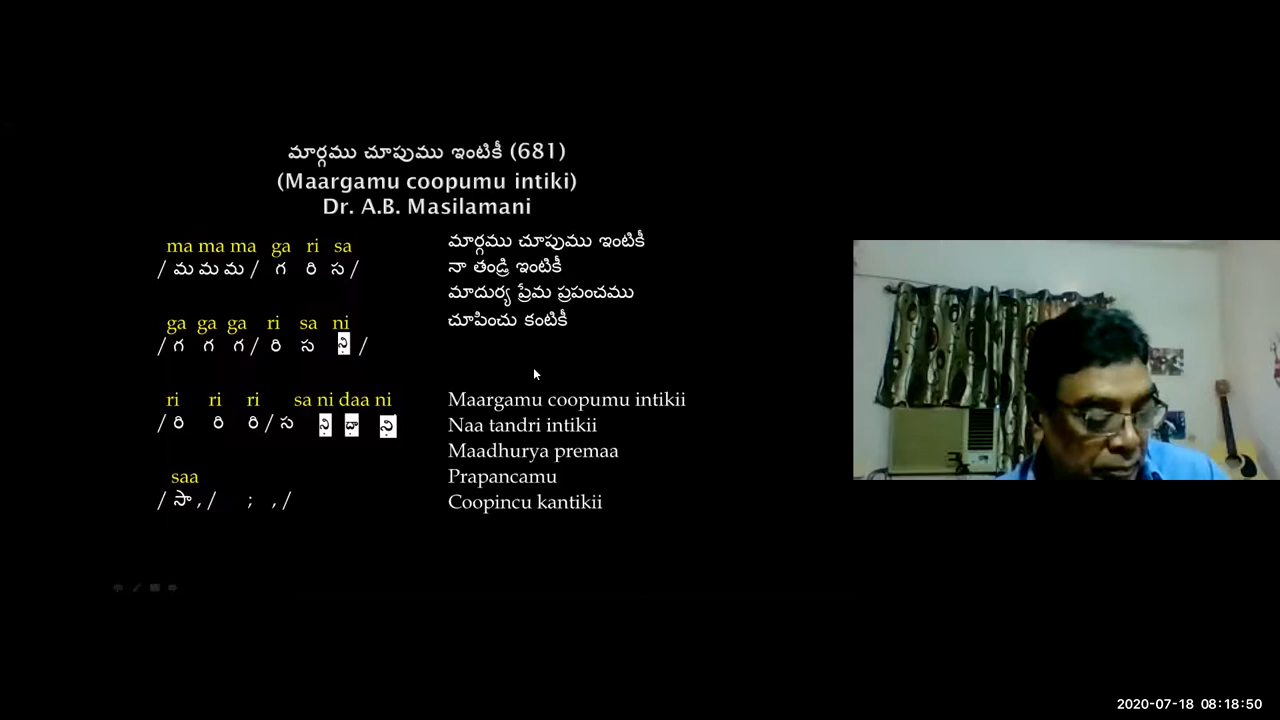 మార్గము చూపుము ఇంటికీ (681)
(Maargamu coopumu intiki)
Dr. A.B. Masilamani
ma ma ma ga ri sa
/ మ మ మ / గ రి స /
ga ga ga ri sa ni
/ గ గ గ / రి స ని /
ri ri ri sa ni daa ni
/ రి రి రి / స ని దా ని
saa
/ సా , / ; , /
మార్గము చూపుము ఇంటికీ
నా తండ్రి ఇంటికీ
మాదుర్య ప్రేమ ప్రపంచము
చూపించు కంటికీ
Maargamu coopumu intikii
Naa tandri intikii
Maadhurya premaa
Prapancamu
Coopincu kantikii
2020-07-18 08:18:50